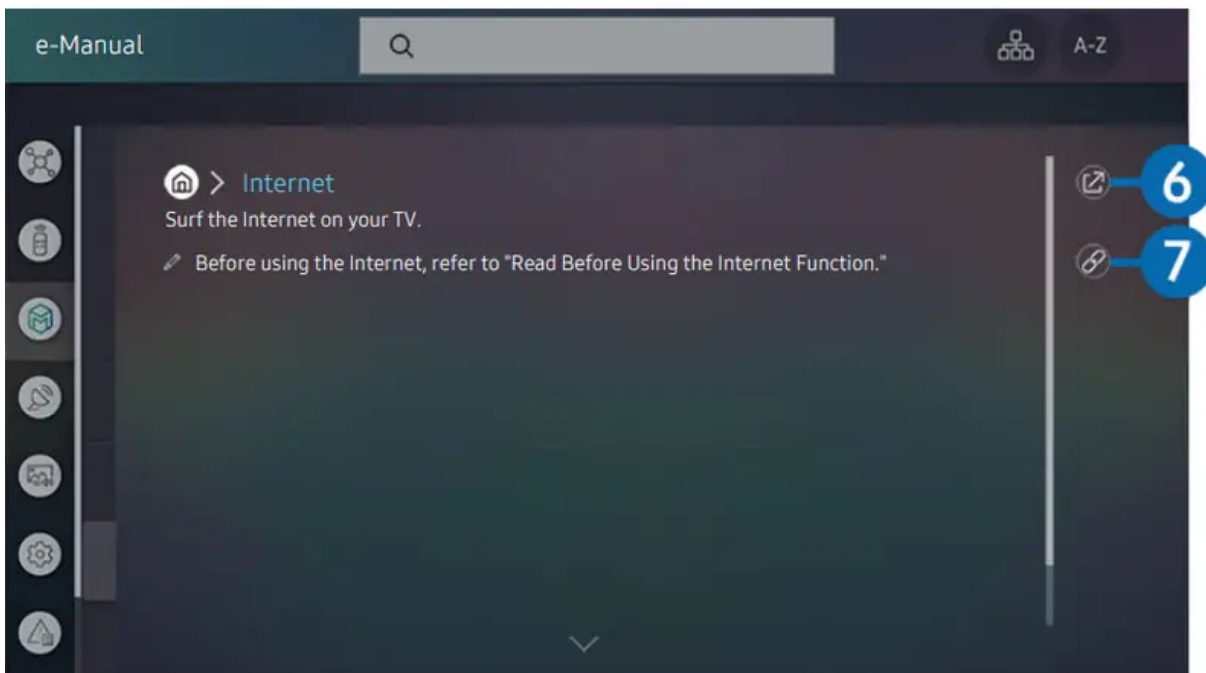 e-Manual
A-Z
Internet
6
Surf the Internet on your TV.
Before using the Internet, refer to "Read Before Using the Internet Function."
7